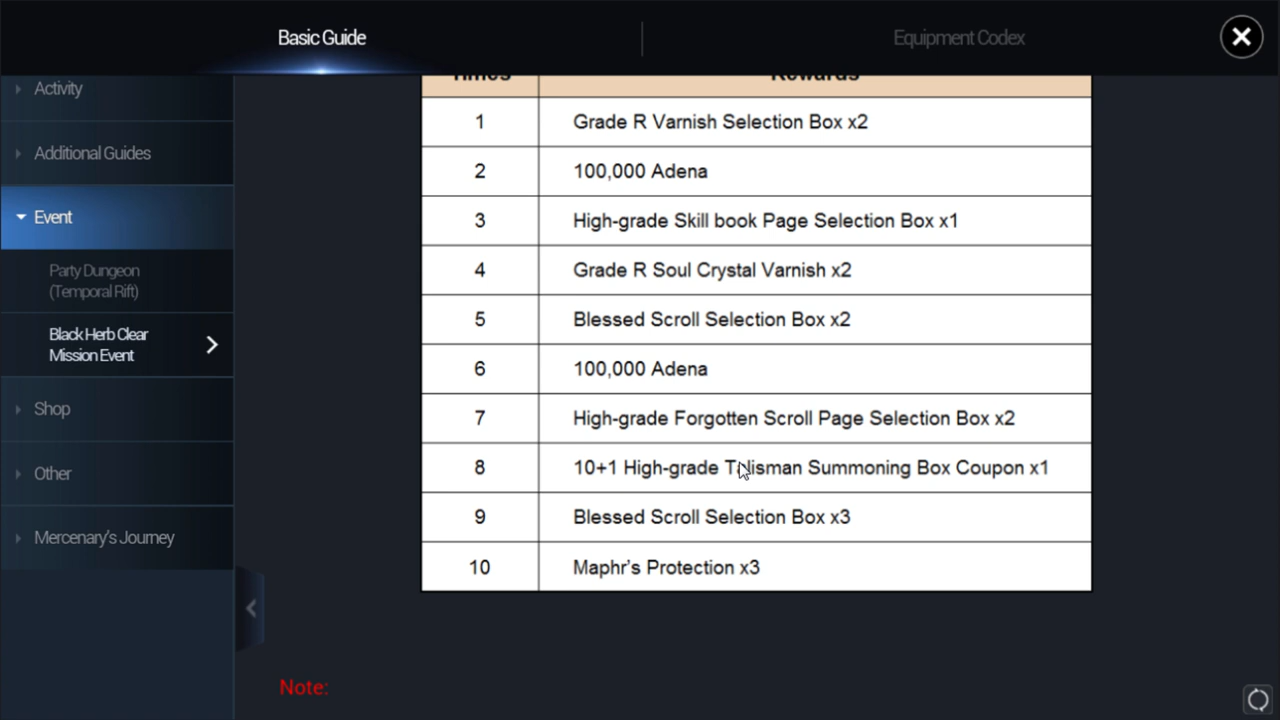 Basic Guide
Equipment Codex
Activity
Additional Guides
Event
Party Dungeon
(Temporal Rift)
Black Herb Clear
Mission Event
Shop
Other
Mercenary's Journey
Times Rewards
1 Grade R Varnish Selection Box x2
2 100,000 Adena
3 High-grade Skill book Page Selection Box x1
4 Grade R Soul Crystal Varnish x2
5 Blessed Scroll Selection Box x2
6 100,000 Adena
7 High-grade Forgotten Scroll Page Selection Box x2
8 10+1 High-grade Talisman Summoning Box Coupon x1
9 Blessed Scroll Selection Box x3
10 Maphr's Protection x3
Note: